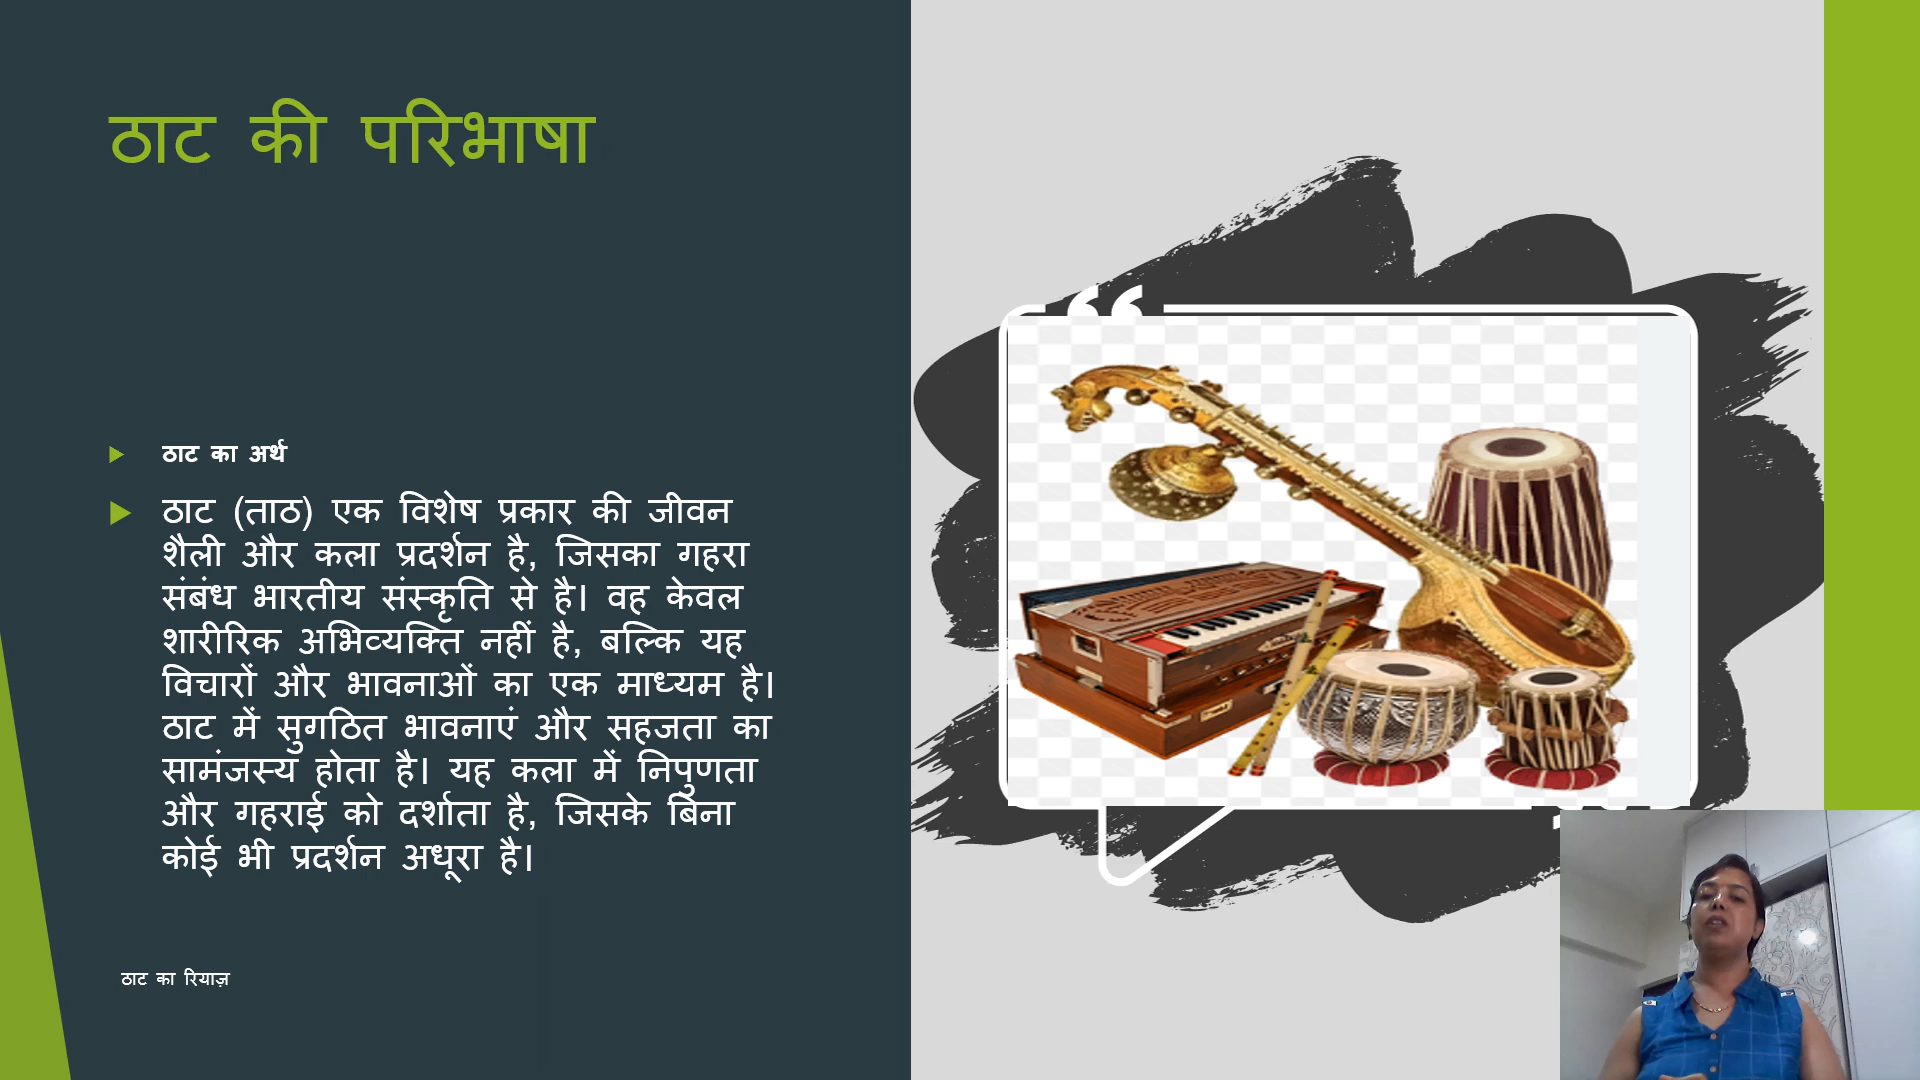 ठाट की परिभाषा
ठाट का अर्थ
ठाट (ताठ) एक विशेष प्रकार की जीवन
शैली और कला प्रदर्शन है, जिसका गहरा
संबंध भारतीय संस्कृति से है। वह केवल
शारीरिक अभिव्यक्ति नहीं है, बल्कि यह
विचारों और भावनाओं का एक माध्यम है।
ठाट में सुगठित भावनाएं और सहजता का
सामंजस्य होता है। यह कला में निपुणता
और गहराई को दर्शाता है, जिसके बिना
कोई भी प्रदर्शन अधूरा है।
ठाट का रियाज़